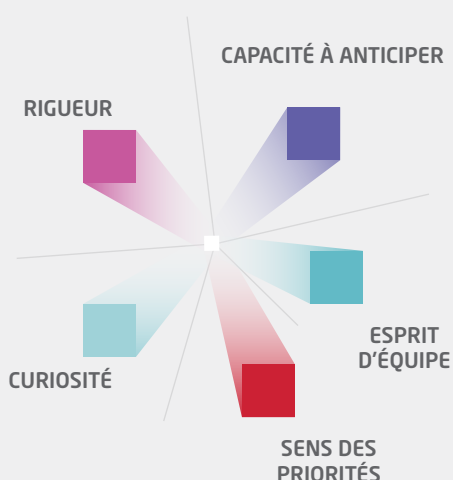 CAPACITÉ À ANTICIPER
RIGUEUR
ESPRIT
D'ÉQUIPE
CURIOSITÉ
SENS DES
PRIORITÉS